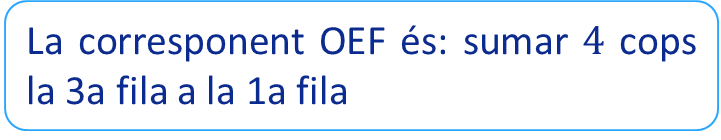 La corresponent OEF és: sumar 4 cops
la 3a fila a la 1a fila